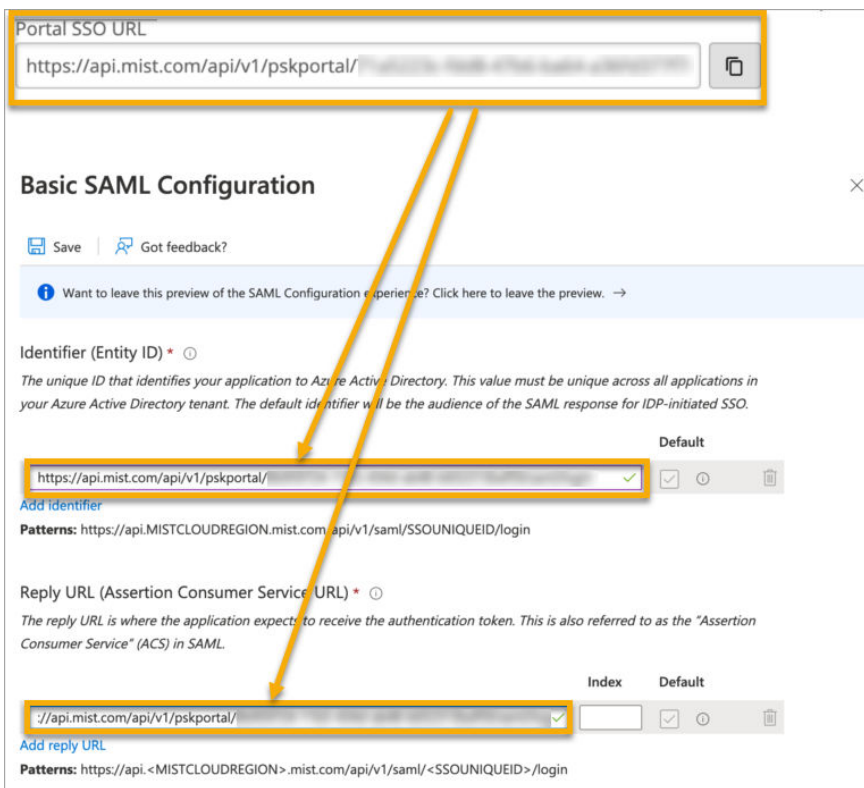 Portal SSO URL
https://api.mist.com/api/v1/pskportal/
Basic SAML Configuration
Save
Got feedback?
Want to leave this preview of the SAML Configuration experience? Click here to leave the preview. →
Identifier (Entity ID) *
The unique ID that identifies your application to Azure Active Directory. This value must be unique across all applications in
your Azure Active Directory tenant. The default identifier will be the audience of the SAML response for IDP-initiated SSO.
Default
https://api.mist.com/api/v1/pskportal/
Add identifier
Patterns: https://api.MISTCLOUDREGION.mist.com/api/v1/saml/SSOUNIQUEID/login
Reply URL (Assertion Consumer Service URL) *
The reply URL is where the application expects to receive the authentication token. This is also referred to as the "Assertion
Consumer Service" (ACS) in SAML.
Index Default
://api.mist.com/api/v1/pskportal/
Add reply URL
Patterns: https://api.<MISTCLOUDREGION>.mist.com/api/v1/saml/<SSOUNIQUEID>/login